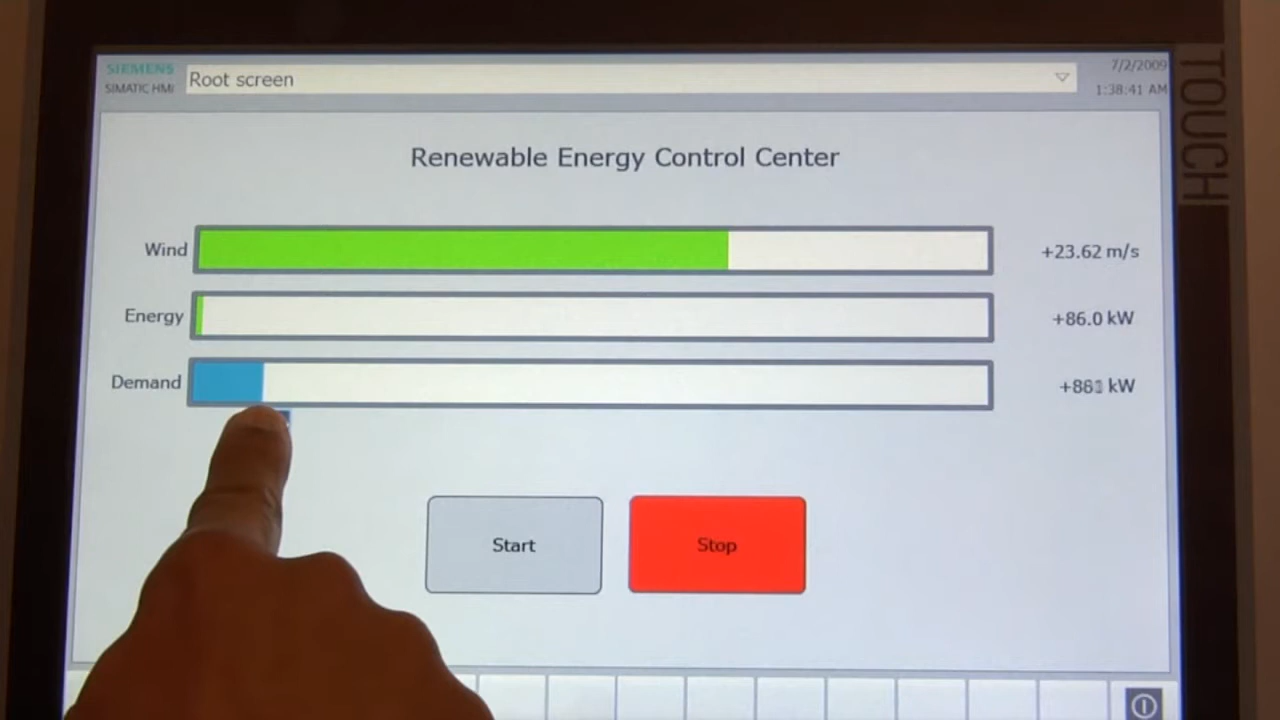 SIEMENS
SIMATIC HMI
Root screen
7/2/2009
1:38:41 AM
TOUCH
Renewable Energy Control Center
Wind
+23.62 m/s
Energy
+86.0 kW
Demand
kW
Start
Stop